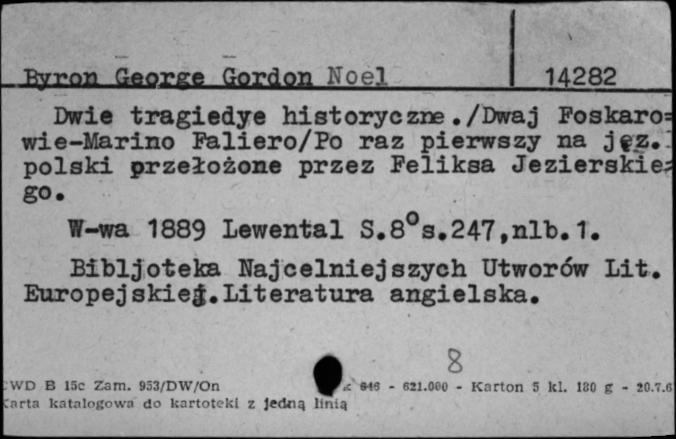 Byron George Gordon Noel 14282
Dwie tragiedye historyczne./Dwaj Foskaro=
wie-Marino Faliero/Po raz pierwszy na jęz.
polski przełożone przez Feliksa Jezierskie=
go.
W-wa 1889 Lewental S.8°s.247,nlb.1.
Bibljoteka Najcelniejszych Utworów Lit.
Europejskiej.Literatura angielska.
8
CWD B 15c Zam. 953/DW/On z 646 - 621.000 - Karton 5 kl. 180 g - 20.7.6
Karta katalogowa do kartoteki z jedną linią